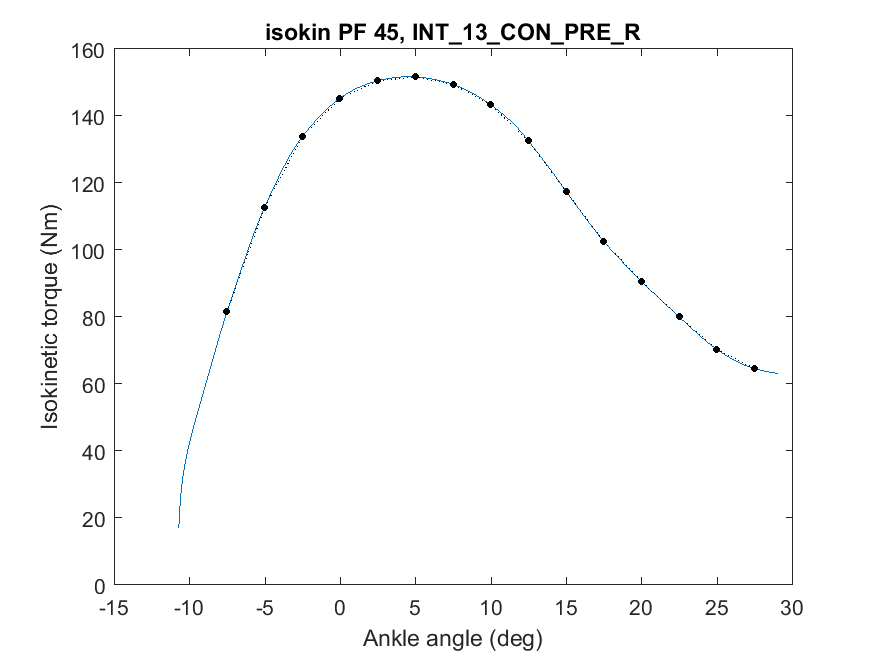 isokin PF 45, INT_13_CON_PRE_R
160
140
120
100
80
60
40
20
0
Isokinetic torque (Nm)
-15 -10 -5 0 5 10 15 20 25 30
Ankle angle (deg)